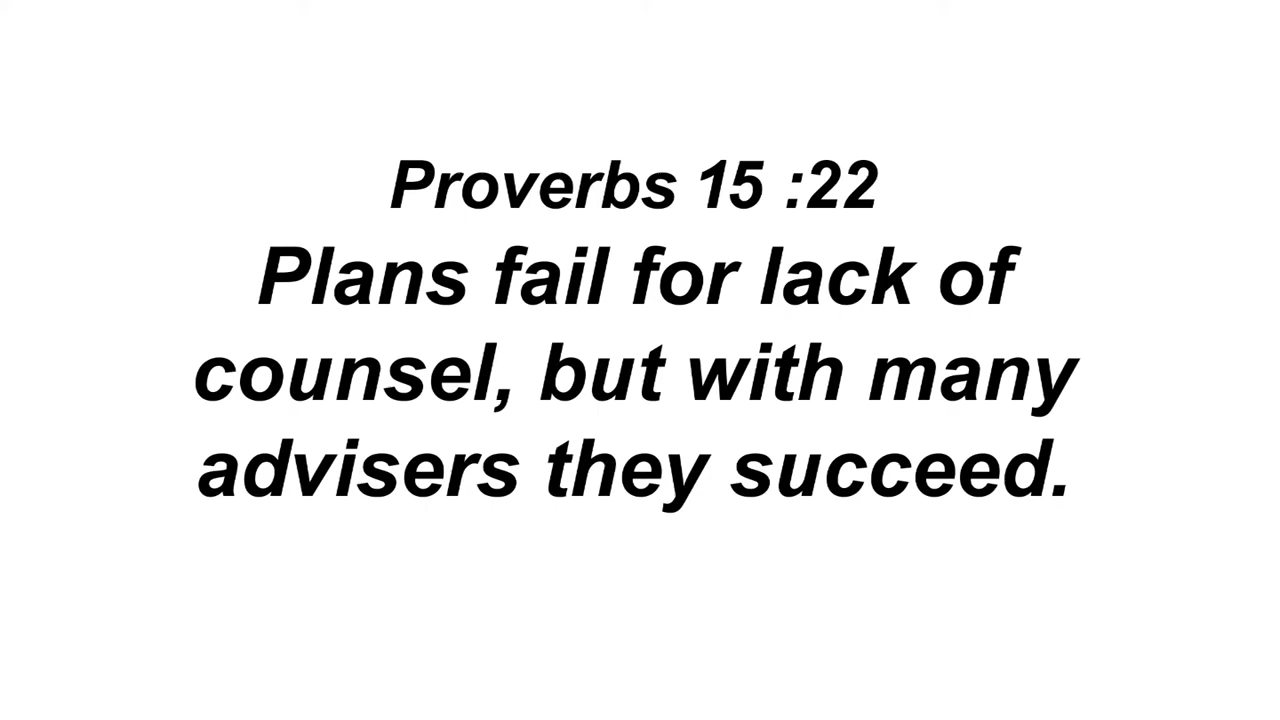 Proverbs 15 :22
Plans fail for lack of
counsel, but with many
advisers they succeed.